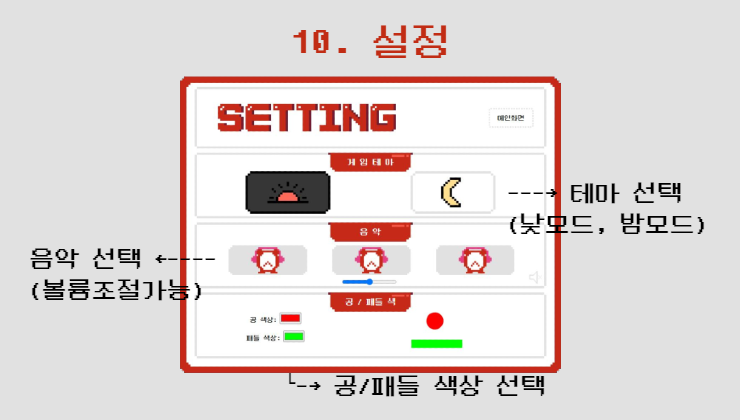 10. 설정
SETTING
메인화면
게임 테마
---→ 테마 선택
(낮모드, 밤모드)
음악
음악 선택 ←----
(볼륨조절가능)
공 / 패들 색
공 색상:
패들 색상:
└-→ 공/패들 색상 선택